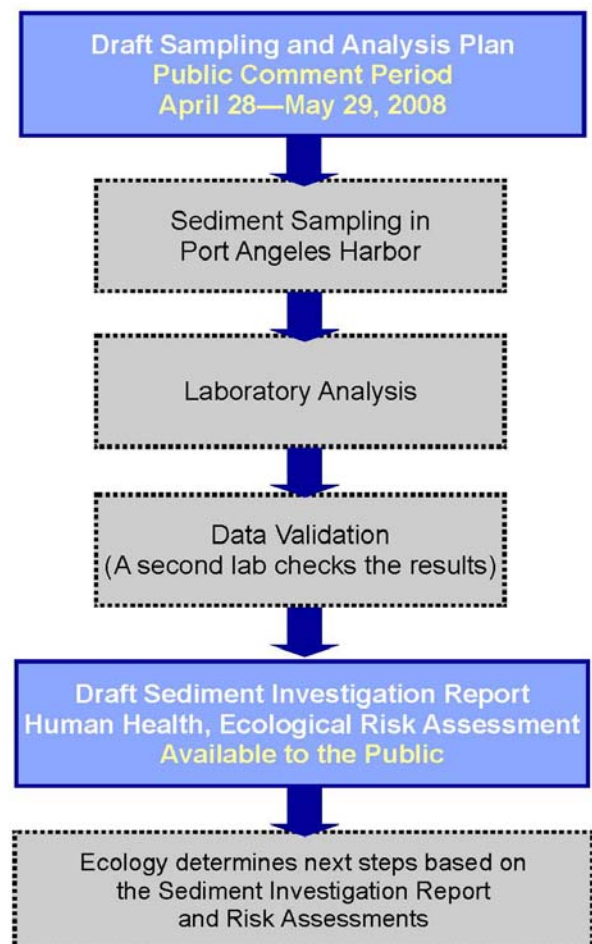 Draft Sampling and Analysis Plan
Public Comment Period
April 28—May 29, 2008
Sediment Sampling in
Port Angeles Harbor
Laboratory Analysis
Data Validation
(A second lab checks the results)
Draft Sediment Investigation Report
Human Health, Ecological Risk Assessment
Available to the Public
Ecology determines next steps based on
the Sediment Investigation Report
and Risk Assessments